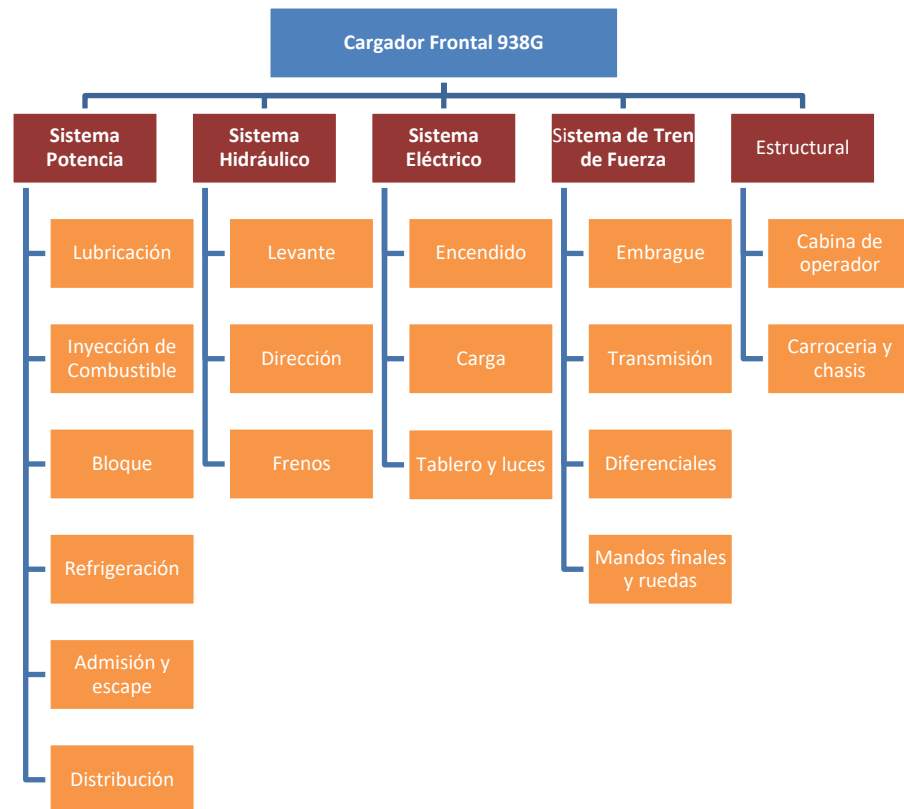 Cargador Frontal 938G
Sistema
Potencia
Sistema
Hidráulico
Sistema
Eléctrico
Sistema de Tren
de Fuerza
Estructural
Lubricación
Inyección de
Combustible
Bloque
Refrigeración
Admisión y
escape
Distribución
Levante
Dirección
Frenos
Encendido
Carga
Tablero y luces
Embrague
Transmisión
Diferenciales
Mandos finales
y ruedas
Cabina de
operador
Carroceria y
chasis